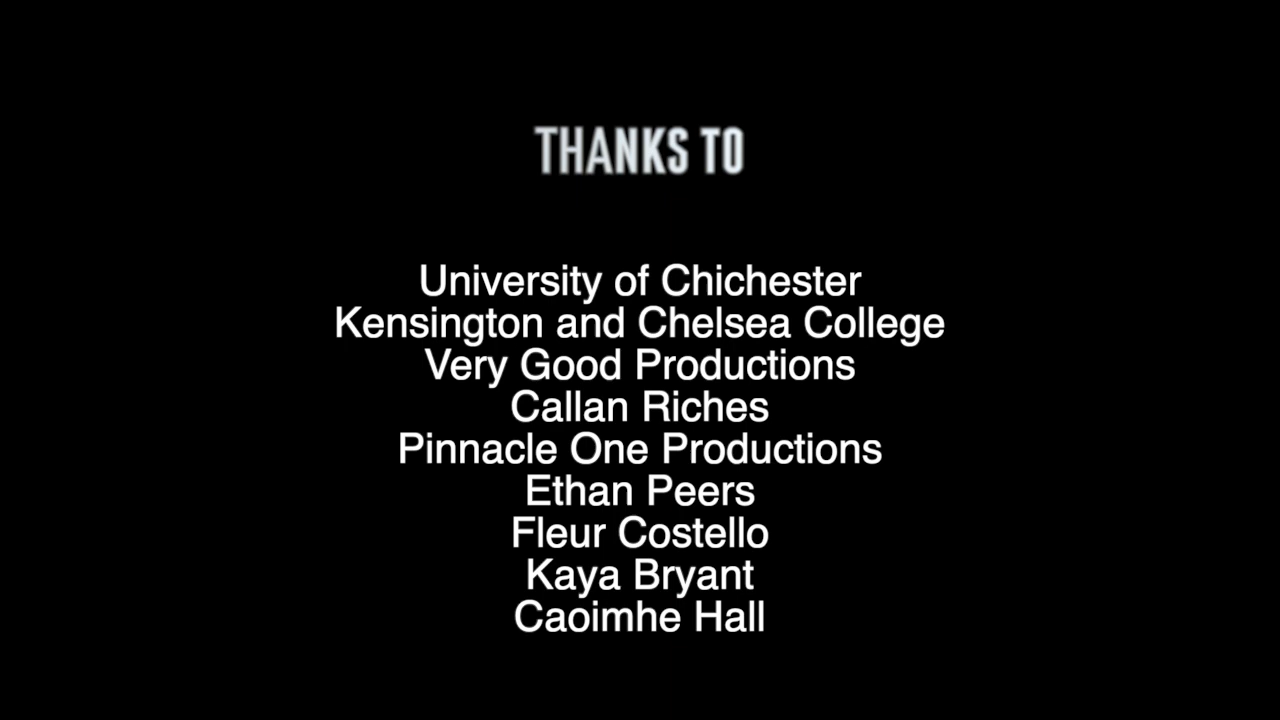 THANKS TO
University of Chichester
Kensington and Chelsea College
Very Good Productions
Callan Riches
Pinnacle One Productions
Ethan Peers
Fleur Costello
Kaya Bryant
Caoimhe Hall